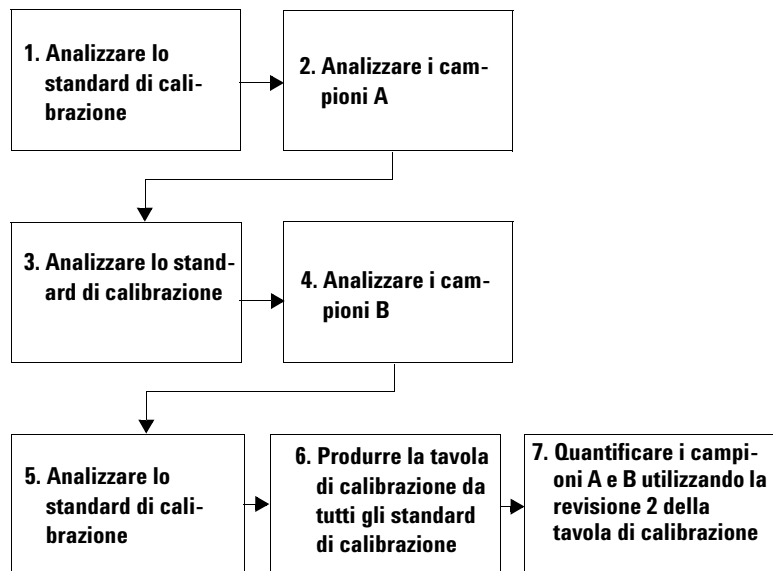 1. Analizzare lo
standard di cali-
brazione
2. Analizzare i cam-
pioni A
3. Analizzare lo stand-
ard di calibrazione
4. Analizzare i cam-
pioni B
5. Analizzare lo
standard di cali-
brazione
6. Produrre la tavola
di calibrazione da
tutti gli standard
di calibrazione
7. Quantificare i campi-
oni A e B utilizzando la
revisione 2 della
tavola di calibrazione